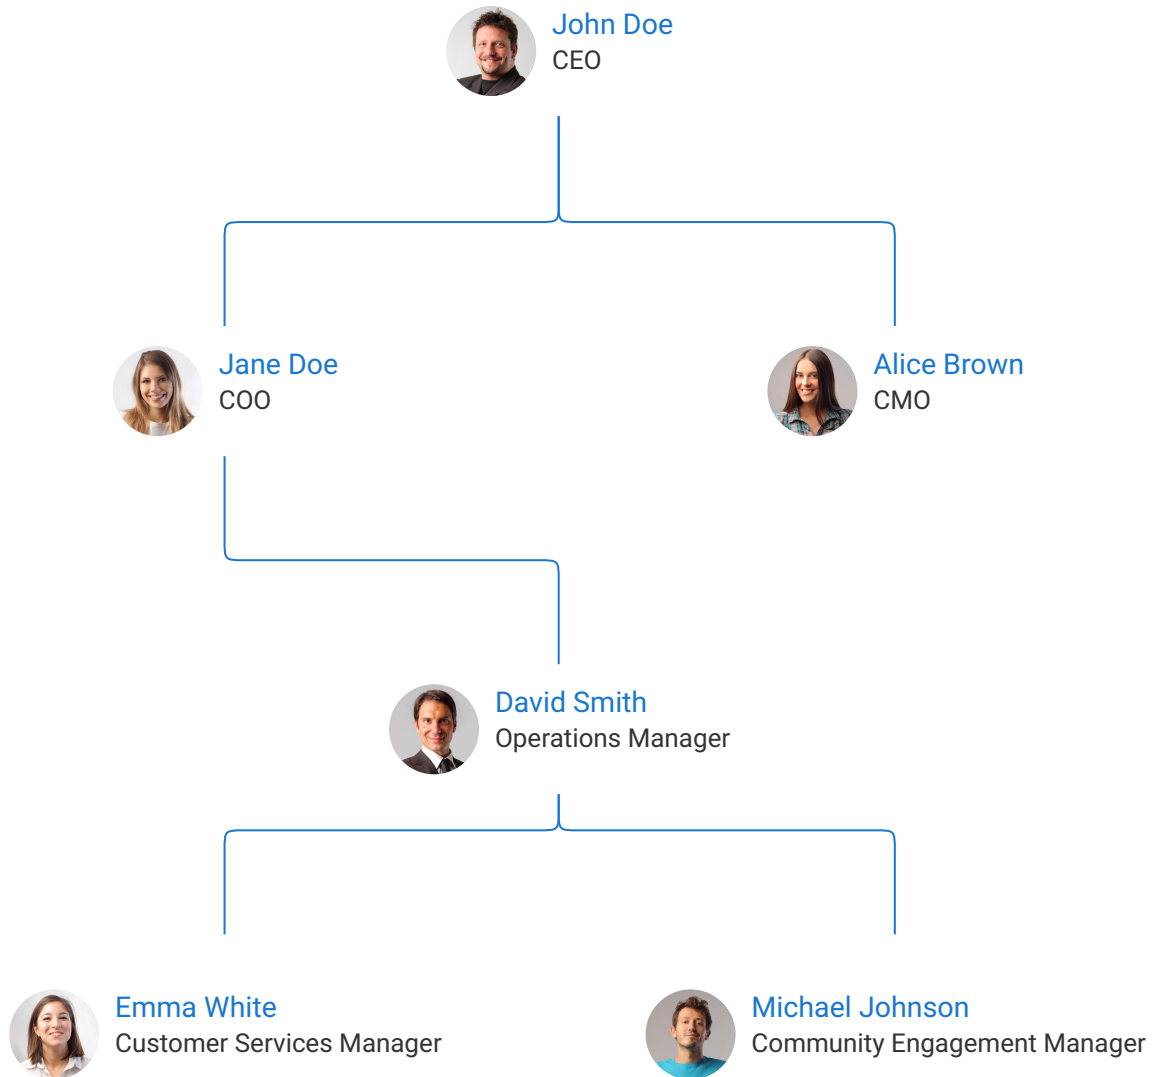 John Doe
CEO
Jane Doe
COO
Alice Brown
CMO
David Smith
Operations Manager
Emma White
Customer Services Manager
Michael Johnson
Community Engagement Manager